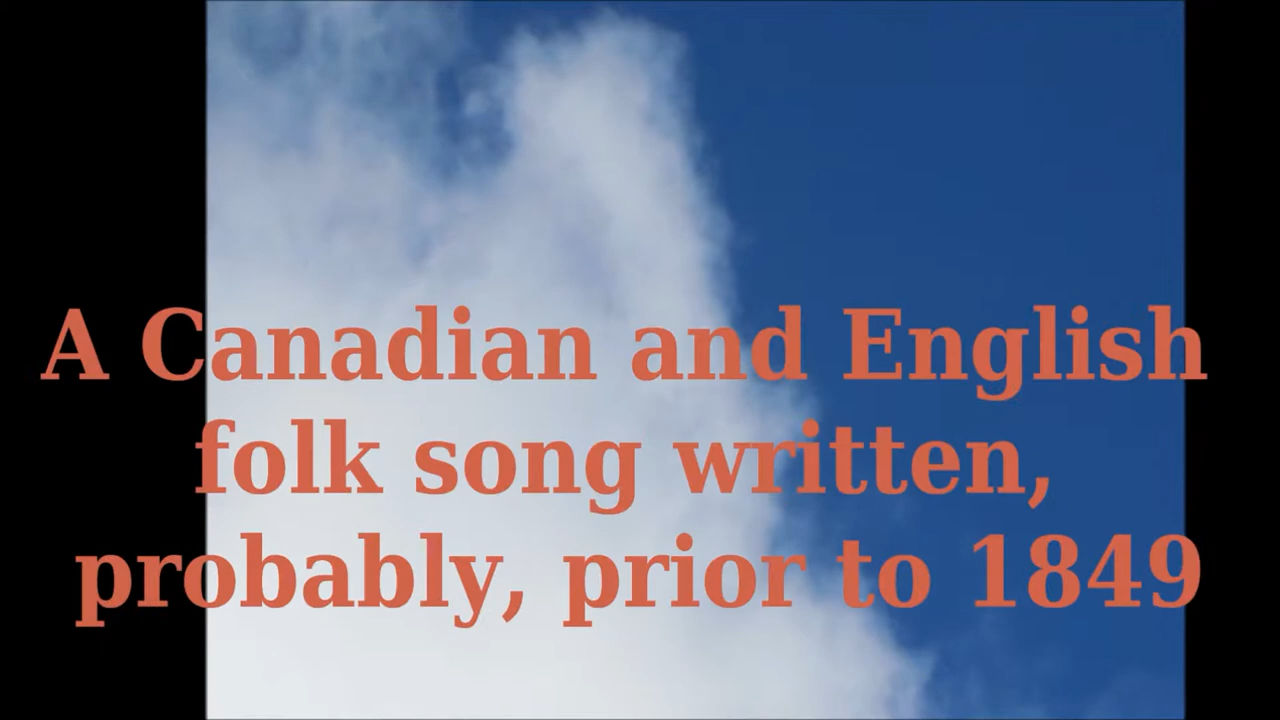 A Canadian and English
folk song written,
probably, prior to 1849